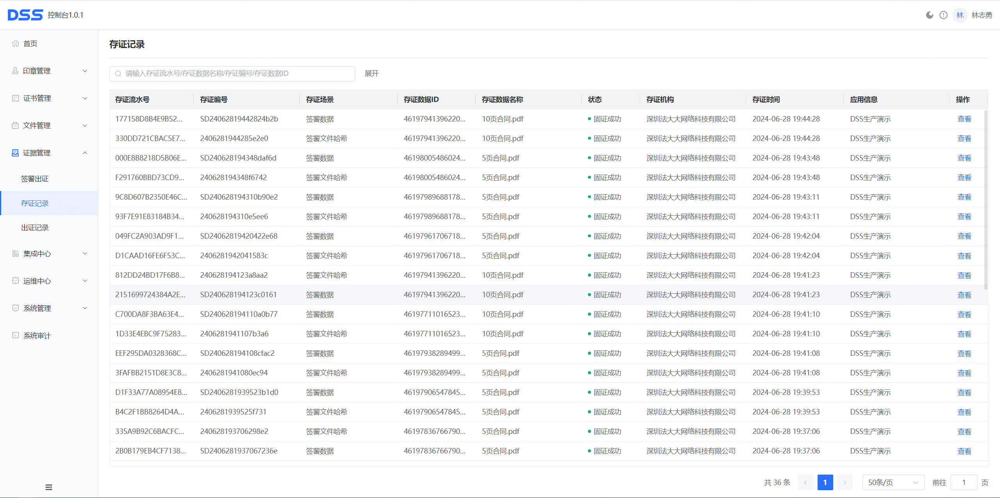 DSS 控制台1.0.1
林 林志勇
首页
印章管理
证书管理
文件管理
证据管理
签署出证
存证记录
出证记录
集成中心
运维中心
系统管理
系统审计
存证记录
请输入存证流水号/存证数据名称/存证编号/存证数据ID 展开
存证流水号 存证编号 存证场景 存证数据ID 存证数据名称 状态 存证机构 存证时间 应用信息 操作
177158D8B4E9B52... SD24062819442824b2b 签署数据 46197941396220... 10页合同.pdf 固证成功 深圳法大大网络科技有限公司 2024-06-28 19:44:28 DSS生产演示 查看
330DD721CBAC5E7... 2406281944285e2e0 签署文件哈希 46197941396220... 10页合同.pdf 固证成功 深圳法大大网络科技有限公司 2024-06-28 19:44:28 DSS生产演示 查看
000E8B8218D5B06E... SD240628194348daf6d 签署数据 46198005486024... 5页合同.pdf 固证成功 深圳法大大网络科技有限公司 2024-06-28 19:43:48 DSS生产演示 查看
F291760BBD73CD9... 240628194348f6742 签署文件哈希 46198005486024... 5页合同.pdf 固证成功 深圳法大大网络科技有限公司 2024-06-28 19:43:48 DSS生产演示 查看
9C8D607B2350E46C... SD240628194310b90e2 签署数据 46197989688178... 5页合同.pdf 固证成功 深圳法大大网络科技有限公司 2024-06-28 19:43:11 DSS生产演示 查看
93F7E91E83184B34... 240628194310e5ee6 签署文件哈希 46197989688178... 5页合同.pdf 固证成功 深圳法大大网络科技有限公司 2024-06-28 19:43:11 DSS生产演示 查看
049FC2A903AD9F1... SD24062819420422e68 签署数据 46197961706718... 5页合同.pdf 固证成功 深圳法大大网络科技有限公司 2024-06-28 19:42:04 DSS生产演示 查看
D1CAAD16FE6F53C... 2406281942041583c 签署文件哈希 46197961706718... 5页合同.pdf 固证成功 深圳法大大网络科技有限公司 2024-06-28 19:42:04 DSS生产演示 查看
812DD24BD17F6B8... 240628194123a8aa2 签署文件哈希 46197941396220... 10页合同.pdf 固证成功 深圳法大大网络科技有限公司 2024-06-28 19:41:23 DSS生产演示 查看
2151699724384A2E... SD240628194123c0161 签署数据 46197941396220... 10页合同.pdf 固证成功 深圳法大大网络科技有限公司 2024-06-28 19:41:23 DSS生产演示 查看
C700DA8F3BA63E4... SD240628194110a0b77 签署数据 46197711016523... 10页合同.pdf 固证成功 深圳法大大网络科技有限公司 2024-06-28 19:41:10 DSS生产演示 查看
1D33E4EBC9F75283... 2406281941107b3a6 签署文件哈希 46197711016523... 10页合同.pdf 固证成功 深圳法大大网络科技有限公司 2024-06-28 19:41:10 DSS生产演示 查看
EEF295DA0328368C... SD240628194108cfac2 签署数据 46197938289499... 5页合同.pdf 固证成功 深圳法大大网络科技有限公司 2024-06-28 19:41:08 DSS生产演示 查看
3FAFBB2151D8E3C8... 2406281941080ec94 签署文件哈希 46197938289499... 5页合同.pdf 固证成功 深圳法大大网络科技有限公司 2024-06-28 19:41:08 DSS生产演示 查看
D1F33A77A08954E8... SD2406281939523b1d0 签署数据 46197906547845... 5页合同.pdf 固证成功 深圳法大大网络科技有限公司 2024-06-28 19:39:53 DSS生产演示 查看
B4C2F1BB8264D4A... 2406281939525f731 签署文件哈希 46197906547845... 5页合同.pdf 固证成功 深圳法大大网络科技有限公司 2024-06-28 19:39:53 DSS生产演示 查看
335A9B92C6BACFC... 240628193706298e2 签署文件哈希 46197836766790... 5页合同.pdf 固证成功 深圳法大大网络科技有限公司 2024-06-28 19:37:06 DSS生产演示 查看
2B0B179EB4CF7138... SD2406281937067236e 签署数据 46197836766790... 5页合同.pdf 固证成功 深圳法大大网络科技有限公司 2024-06-28 19:37:06 DSS生产演示 查看
共 36 条 1 50条/页 前往 1 页